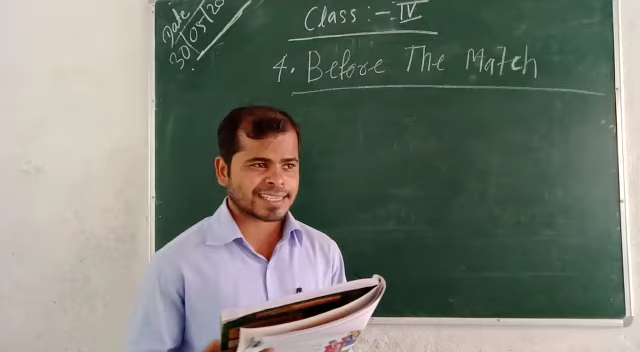 Date
30/05/20
Class :- IV
4. Before The Match